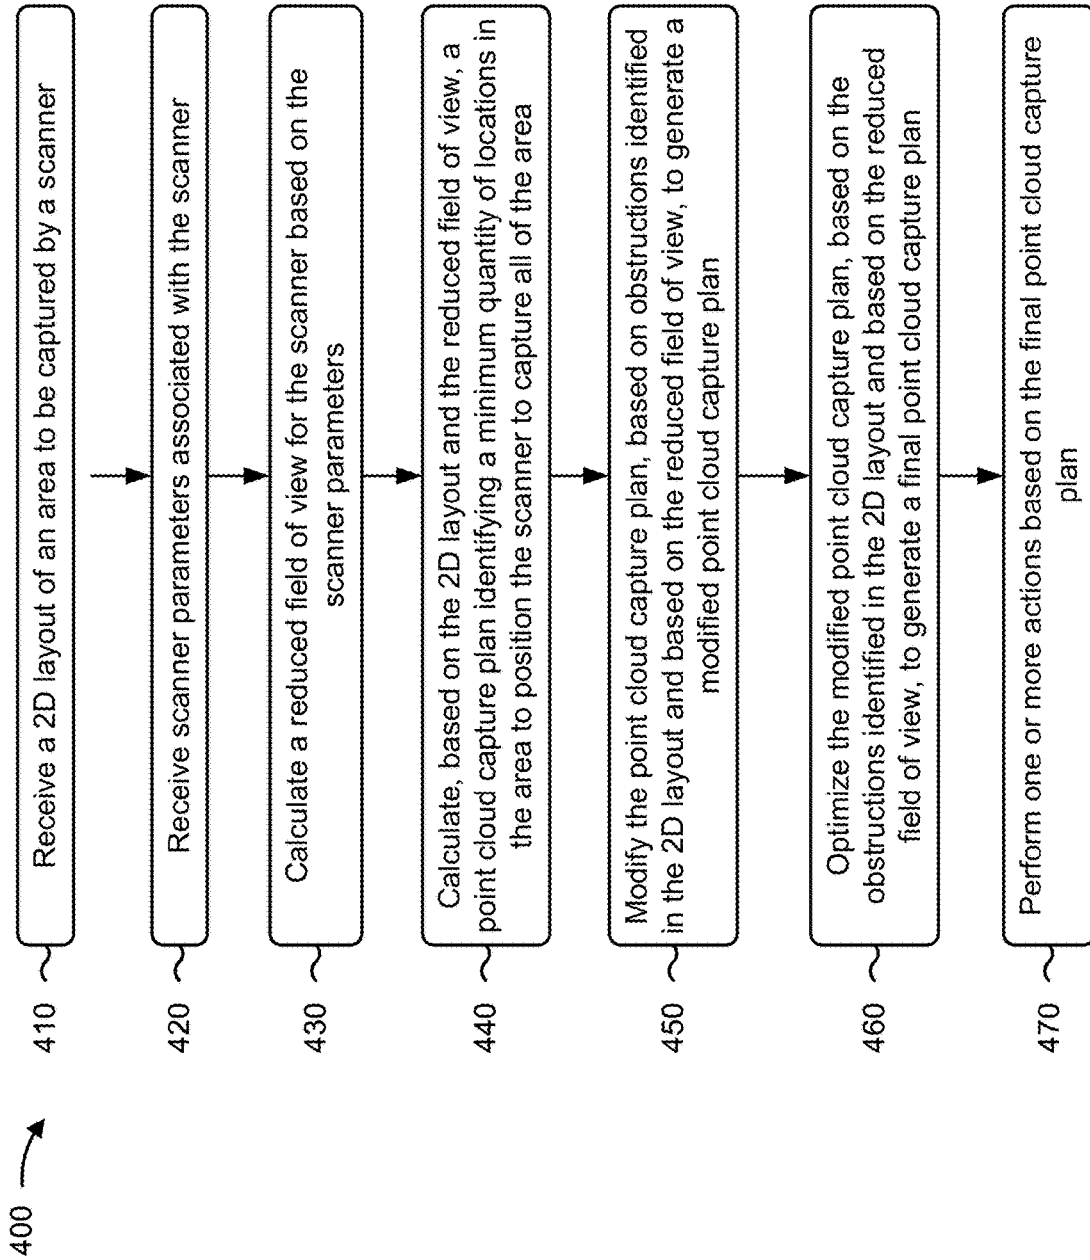 400
410
Receive a 2D layout of an area to be captured by a scanner
420
Receive scanner parameters associated with the scanner
430
Calculate a reduced field of view for the scanner based on the
scanner parameters
440
Calculate, based on the 2D layout and the reduced field of view, a
point cloud capture plan identifying a minimum quantity of locations in
the area to position the scanner to capture all of the area
450
Modify the point cloud capture plan, based on obstructions identified
in the 2D layout and based on the reduced field of view, to generate a
modified point cloud capture plan
460
Optimize the modified point cloud capture plan, based on the
obstructions identified in the 2D layout and based on the reduced
field of view, to generate a final point cloud capture plan
470
Perform one or more actions based on the final point cloud capture
plan